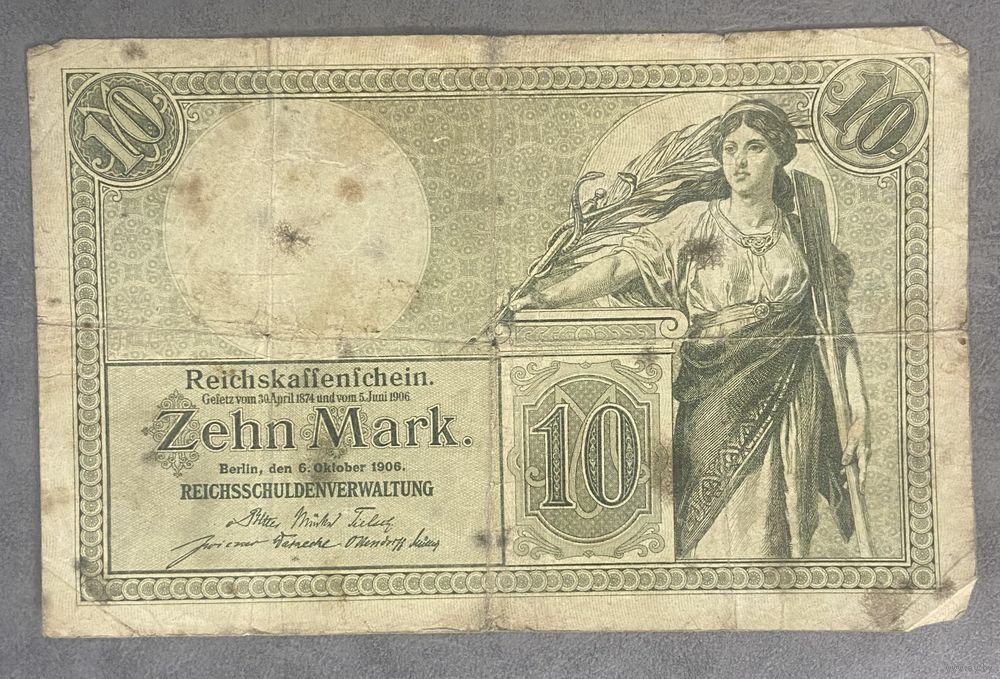 10
10
Reichskaſſenſchein.
Geſetz vom 30.April 1874 und vom 5.Juni 1906
Zehn Mark.
Berlin, den 6. Oktober 1906.
REICHSSCHULDENVERWALTUNG
10